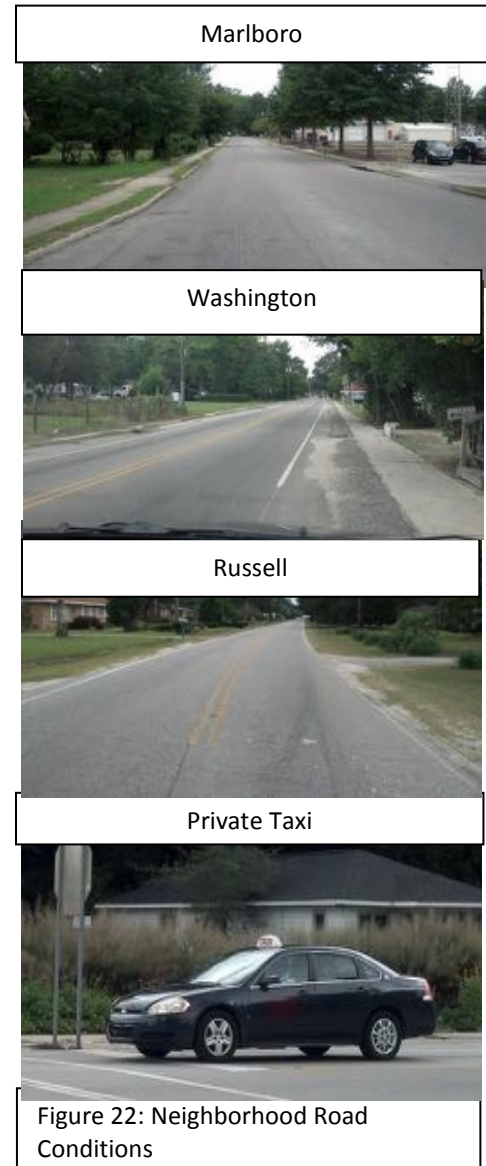 Marlboro
Washington
Russell
Private Taxi
Figure 22: Neighborhood Road
Conditions